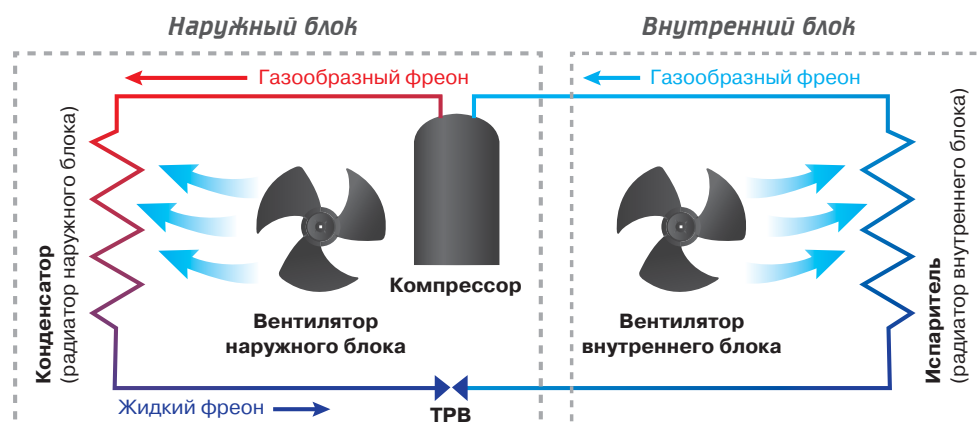 Наружный блок
Внутренний блок
Газообразный фреон
Газообразный фреон
Конденсатор
(радиатор наружного блока)
Компрессор
Вентилятор
наружного блока
Вентилятор
внутреннего блока
Испаритель
(радиатор внутреннего блока)
Жидкий фреон
ТРВ